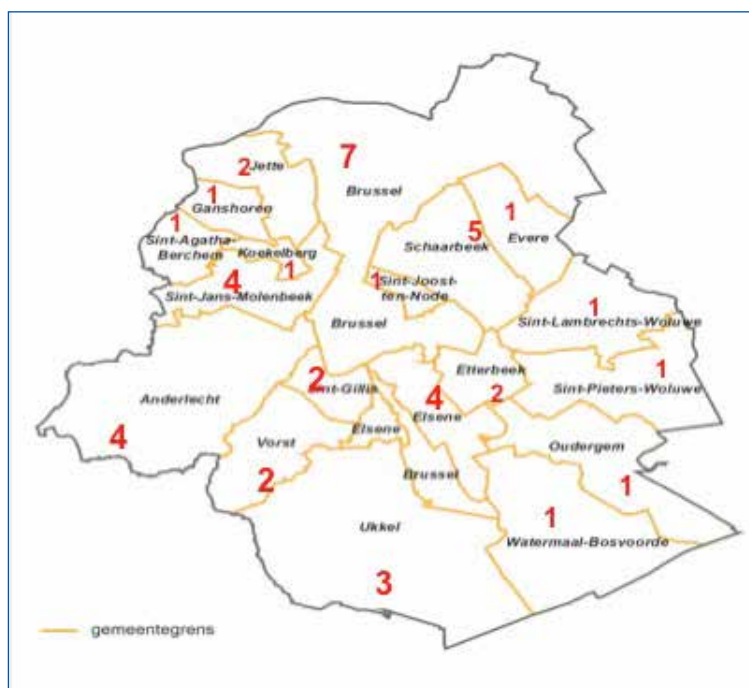 7
2
Jette
Brussel
1
Ganshoren
1
Sint-Agatha-
Berchem
Koekelberg
1
4
Sint-Jans-Molenbeek
5
Schaarbeek
1
Evere
1
Sint-Joost-
ten-Node
Brussel
1
Sint-Lambrechts-Woluwe
1
Sint-Pieters-Woluwe
Etterbeek
2
2
Sint-Gillis
4
Elsene
Anderlecht
4
Elsene
Vorst
2
Brussel
Oudergem
1
1
Watermaal-Bosvoorde
Ukkel
3
gemeentegrens